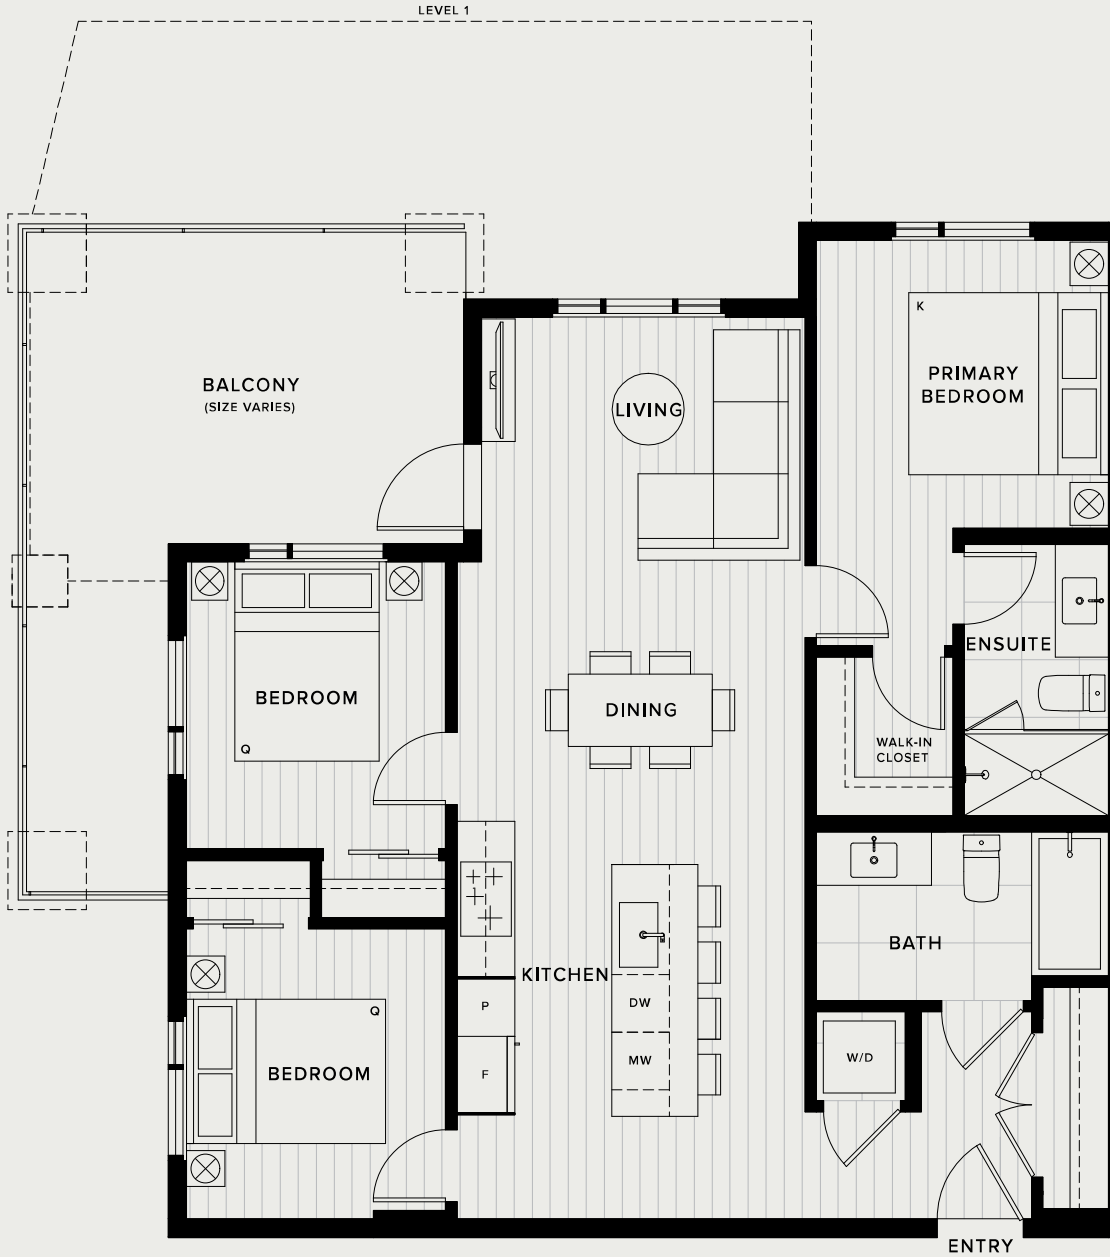 LEVEL 1
K
PRIMARY
BEDROOM
BALCONY
(SIZE VARIES)
LIVING
ENSUITE
BEDROOM
Q
DINING
WALK-IN
CLOSET
BATH
KITCHEN
P
DW
Q
BEDROOM
F
MW
W/D
ENTRY